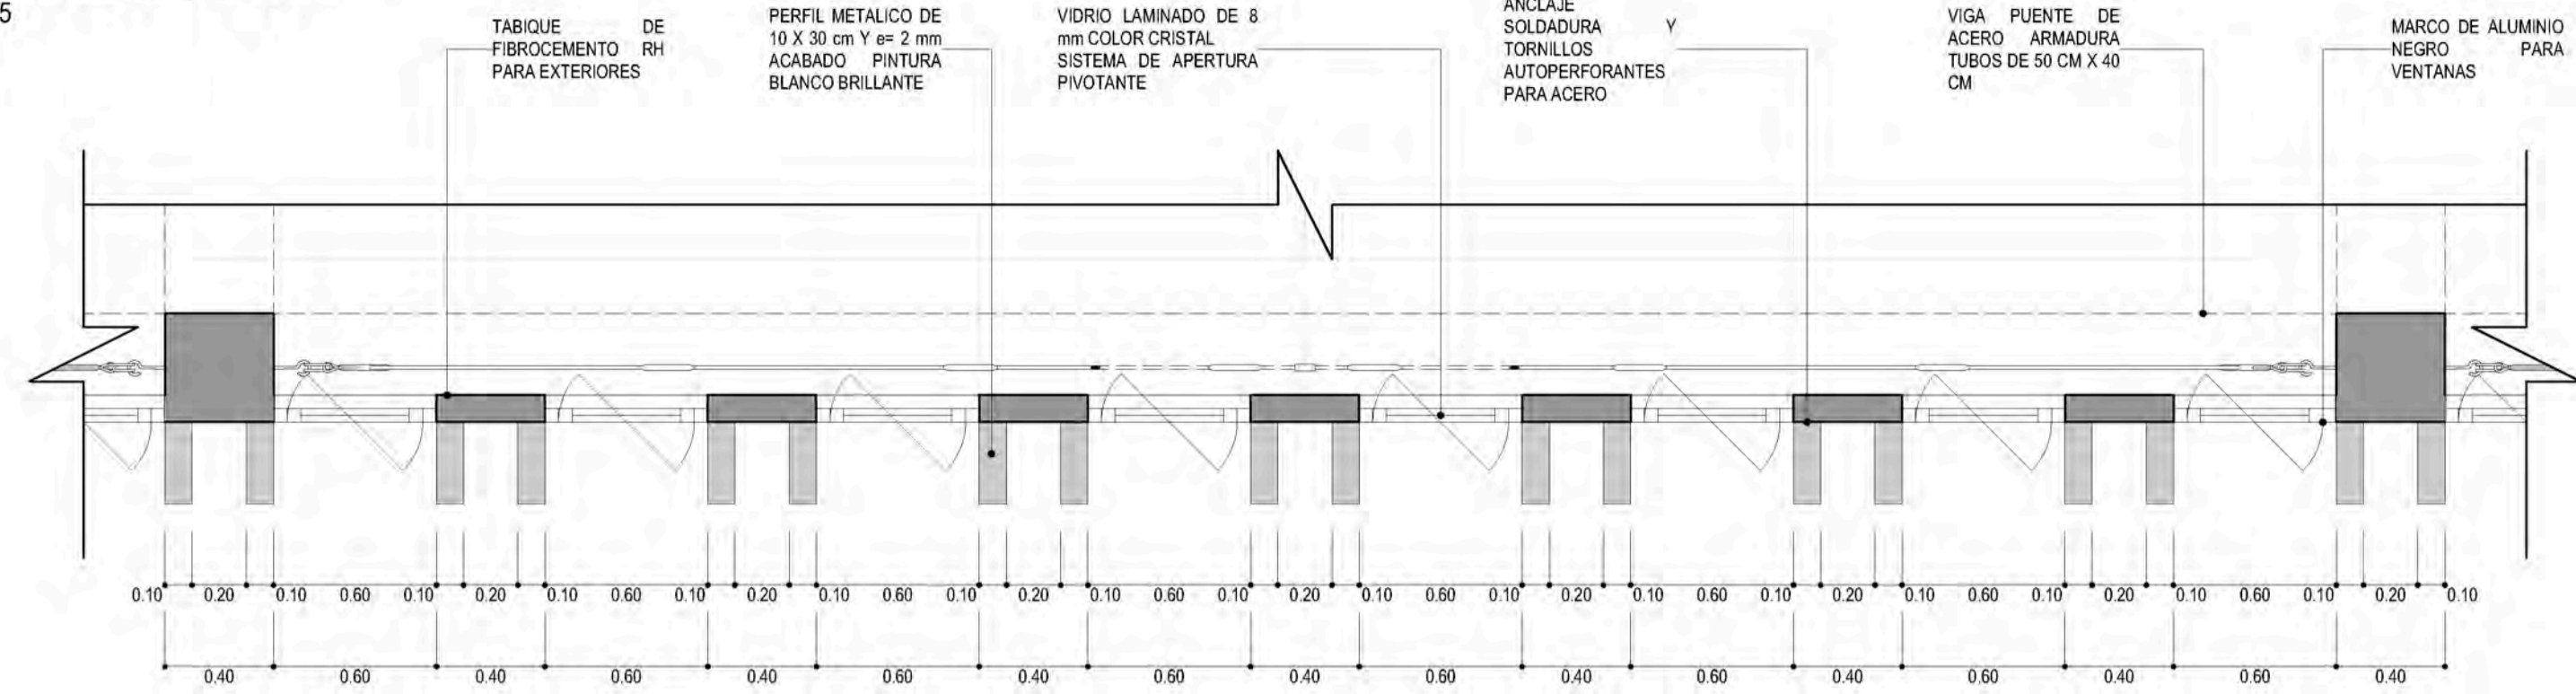 5
TABIQUE DE
FIBROCEMENTO RH
PARA EXTERIORES
PERFIL METALICO DE
10 X 30 cm Y e= 2 mm
ACABADO PINTURA
BLANCO BRILLANTE
VIDRIO LAMINADO DE 8
mm COLOR CRISTAL
SISTEMA DE APERTURA
PIVOTANTE
ANCLAJE
SOLDADURA Y
TORNILLOS
AUTOPERFORANTES
PARA ACERO
VIGA PUENTE DE
ACERO ARMADURA
TUBOS DE 50 CM X 40
CM
MARCO DE ALUMINIO
NEGRO PARA
VENTANAS
0.10 0.20 0.10 0.60 0.10 0.20 0.10 0.60 0.10 0.20 0.10 0.60 0.10 0.20 0.10 0.60 0.10 0.20 0.10 0.60 0.10 0.20 0.10 0.60 0.10 0.20 0.10 0.60 0.10 0.20 0.10 0.60 0.10 0.20 0.10
0.40 0.60 0.40 0.60 0.40 0.60 0.40 0.60 0.40 0.60 0.40 0.60 0.40 0.60 0.40 0.60 0.40